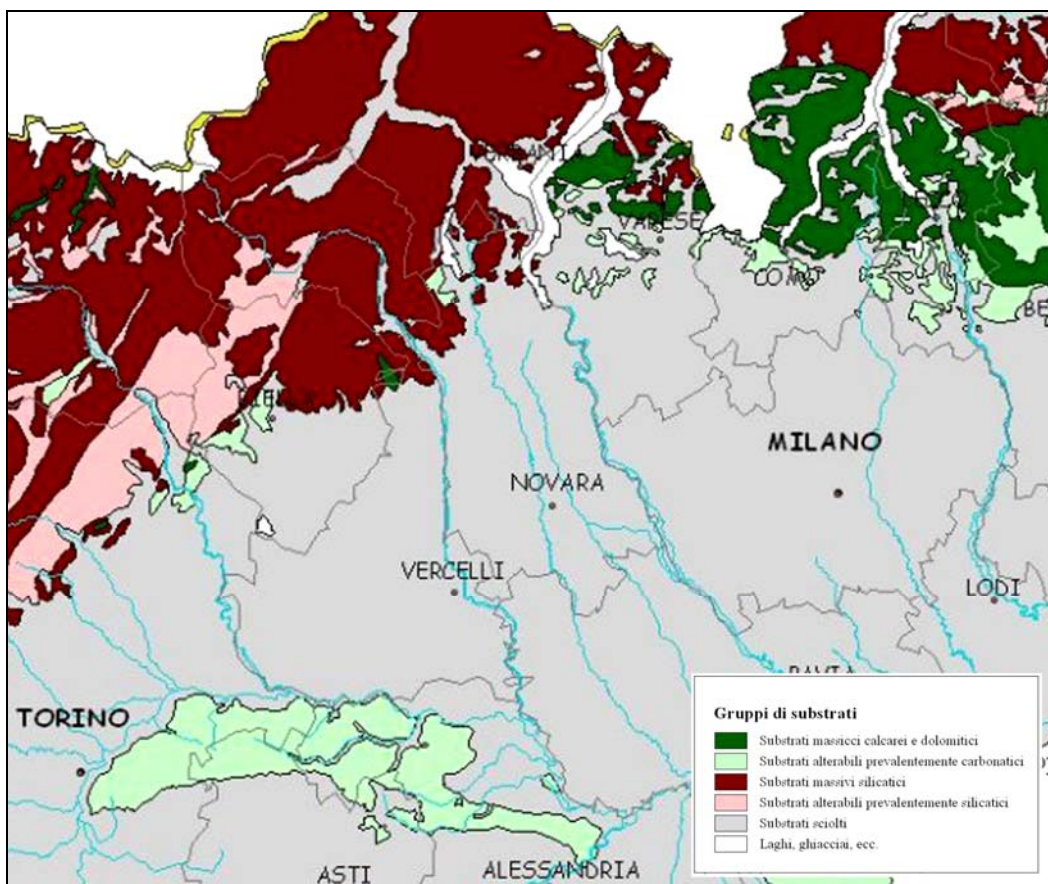 VARESE
COMO
MILANO
NOVARA
VERCELLI
LODI
PAVIA
TORINO
ASTI
ALESSANDRIA
Gruppi di substrati
Substrati massicci calcarei e dolomitici
Substrati alterabili prevalentemente carbonatici
Substrati massivi silicatici
Substrati alterabili prevalentemente silicatici
Substrati sciolti
Laghi, ghiacciai, ecc.